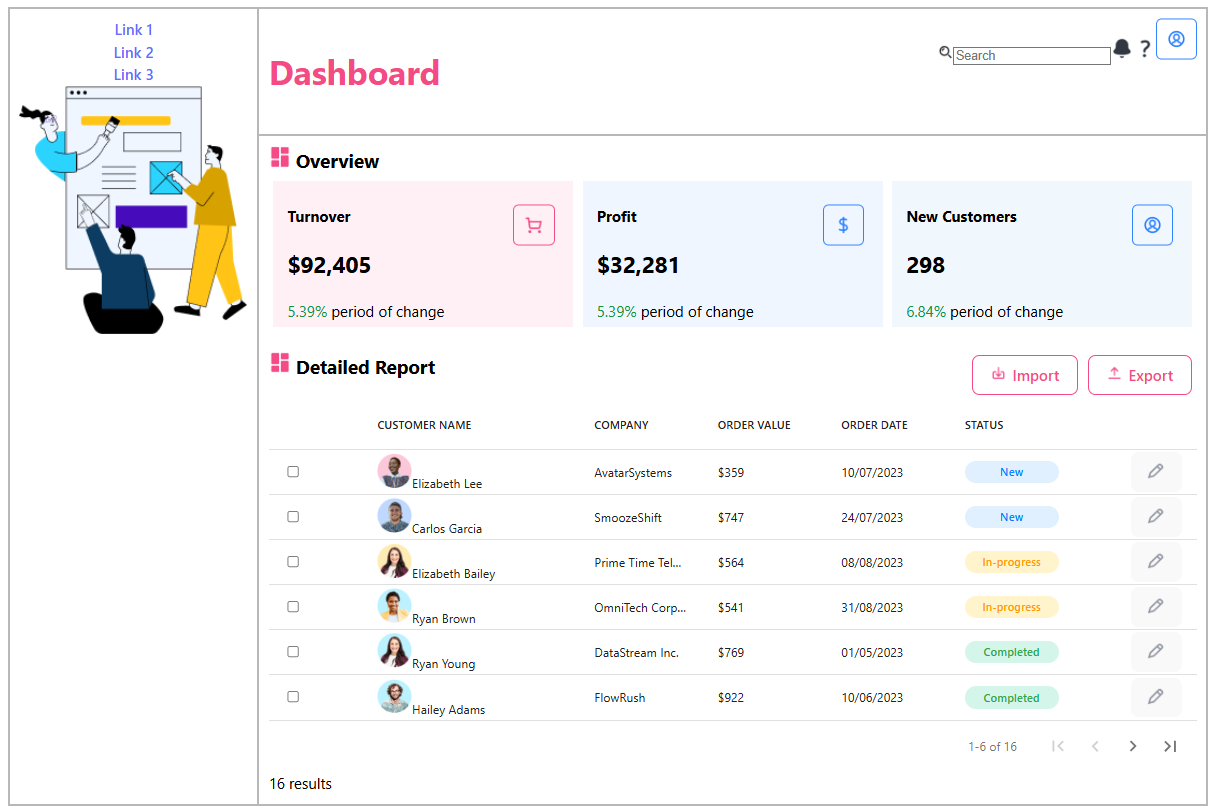 Link 1
Link 2
Link 3
Dashboard
Search
?
Overview
Turnover
$92,405
5.39% period of change
Profit
$
$32,281
5.39% period of change
New Customers
298
6.84% period of change
Detailed Report
Import
Export
CUSTOMER NAME COMPANY ORDER VALUE ORDER DATE STATUS
Elizabeth Lee AvatarSystems $359 10/07/2023 New
Carlos Garcia SmoozeShift $747 24/07/2023 New
Elizabeth Bailey Prime Time Tel... $564 08/08/2023 In-progress
Ryan Brown OmniTech Corp... $541 31/08/2023 In-progress
Ryan Young DataStream Inc. $769 01/05/2023 Completed
Hailey Adams FlowRush $922 10/06/2023 Completed
1-6 of 16
16 results